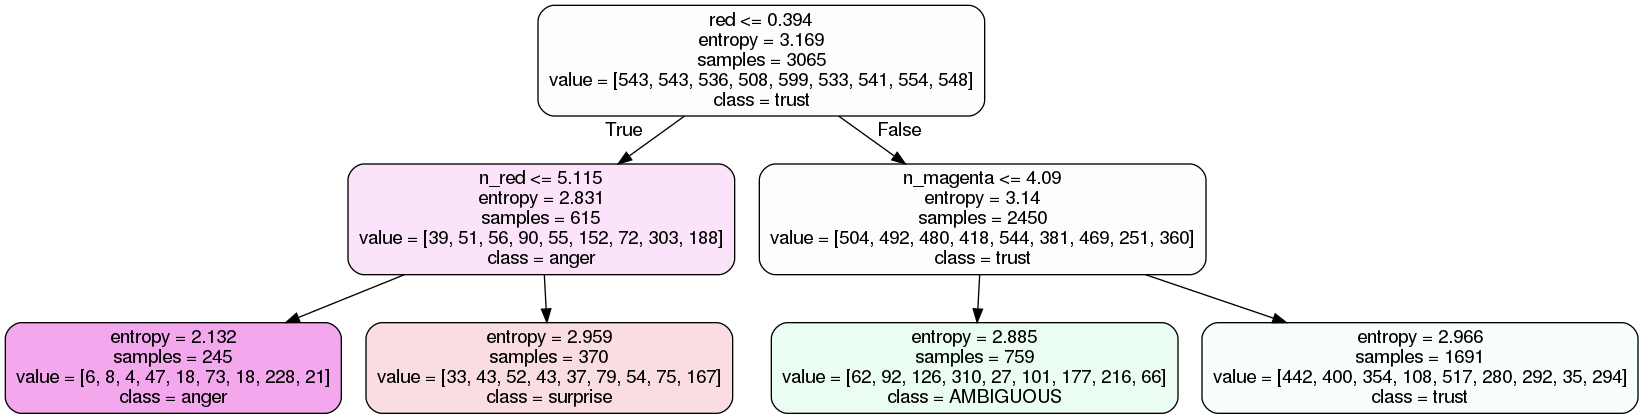 red <= 0.394
entropy = 3.169
samples = 3065
value = [543, 543, 536, 508, 599, 533, 541, 554, 548]
class = trust
True
False
n_red <= 5.115
entropy = 2.831
samples = 615
value = [39, 51, 56, 90, 55, 152, 72, 303, 188]
class = anger
n_magenta <= 4.09
entropy = 3.14
samples = 2450
value = [504, 492, 480, 418, 544, 381, 469, 251, 360]
class = trust
entropy = 2.132
samples = 245
value = [6, 8, 4, 47, 18, 73, 18, 228, 21]
class = anger
entropy = 2.959
samples = 370
value = [33, 43, 52, 43, 37, 79, 54, 75, 167]
class = surprise
entropy = 2.885
samples = 759
value = [62, 92, 126, 310, 27, 101, 177, 216, 66]
class = AMBIGUOUS
entropy = 2.966
samples = 1691
value = [442, 400, 354, 108, 517, 280, 292, 35, 294]
class = trust